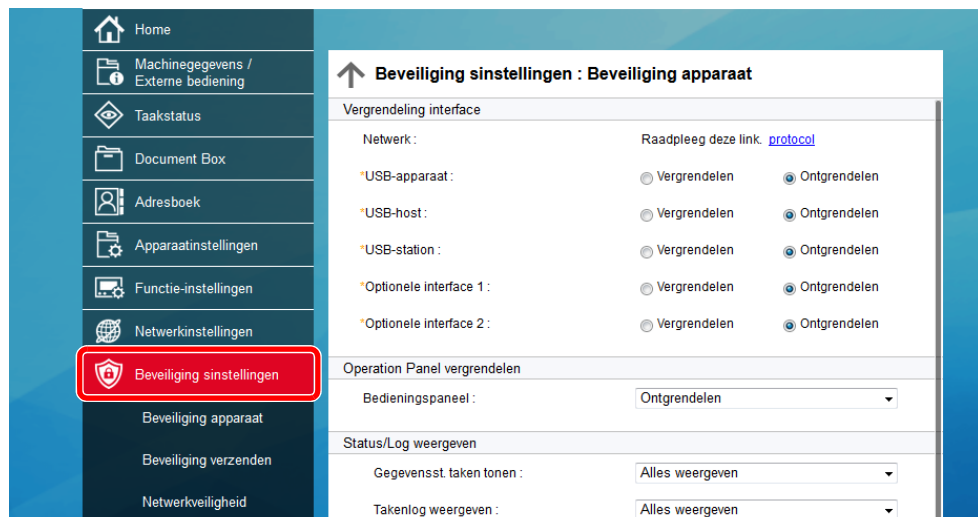 Home
Machinegegevens /
Externe bediening
Taakstatus
Document Box
Adresboek
Apparaatinstellingen
Functie-instellingen
Netwerkinstellingen
Beveiliging sinstellingen
Beveiliging apparaat
Beveiliging verzenden
Netwerkveiligheid
Beveiliging sinstellingen : Beveiliging apparaat
Vergrendeling interface
Netwerk : Raadpleeg deze link. protocol
*USB-apparaat : Vergrendelen Ontgrendelen
*USB-host : Vergrendelen Ontgrendelen
*USB-station : Vergrendelen Ontgrendelen
*Optionele interface 1 : Vergrendelen Ontgrendelen
*Optionele interface 2 : Vergrendelen Ontgrendelen
Operation Panel vergrendelen
Bedieningspaneel : Ontgrendelen
Status/Log weergeven
Gegevensst. taken tonen : Alles weergeven
Takenlog weergeven : Alles weergeven